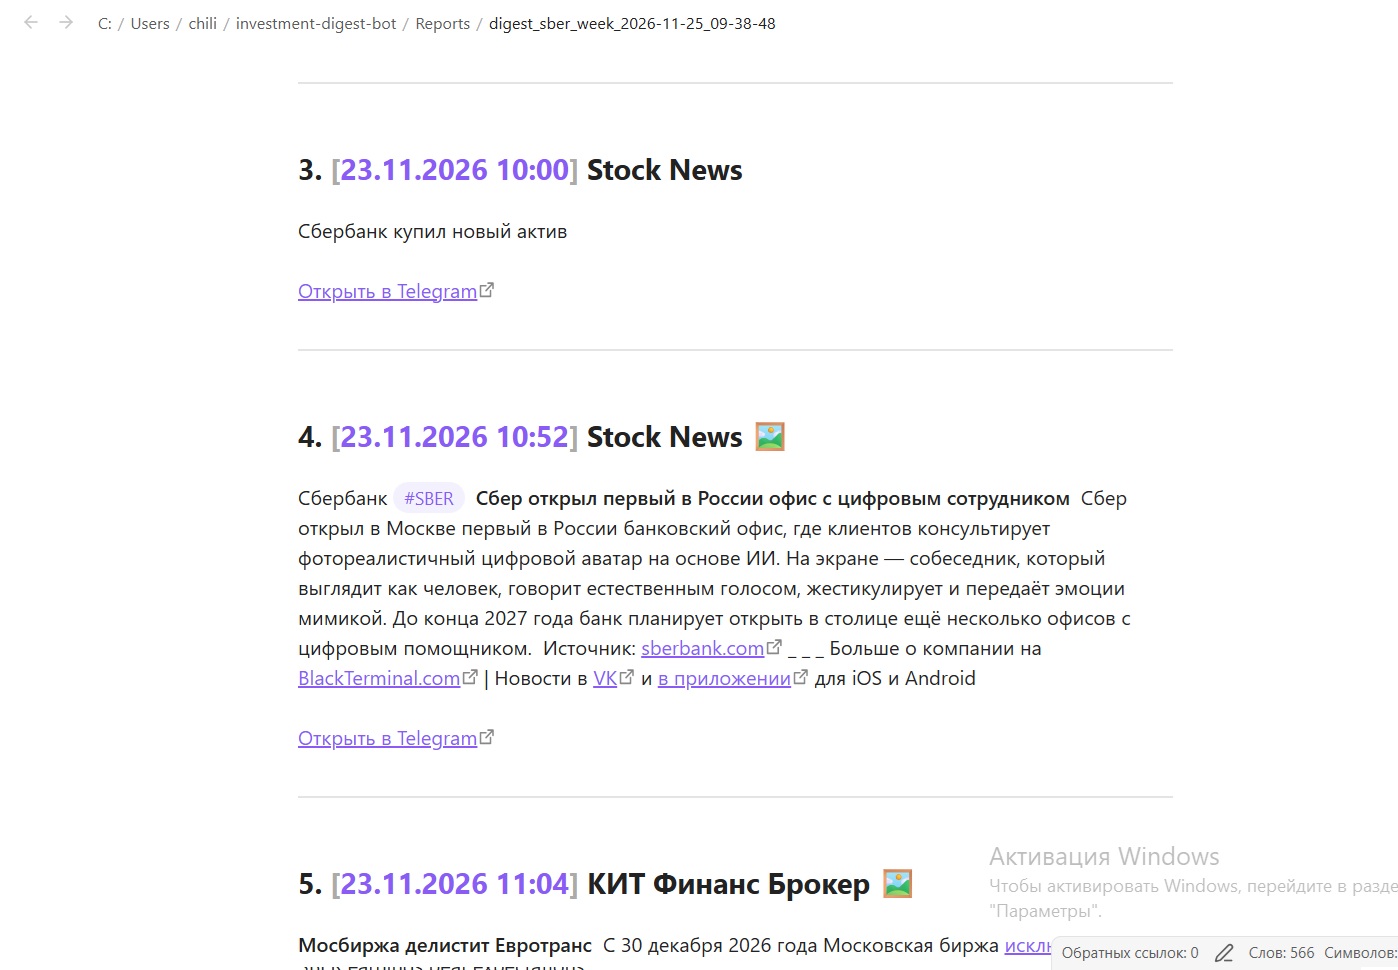 C: / Users / chili / investment-digest-bot / Reports / digest_sber_week_2026-11-25_09-38-48
3. [23.11.2026 10:00] Stock News
Сбербанк купил новый актив
Открыть в Telegram
4. [23.11.2026 10:52] Stock News
Сбербанк #SBER Сбер открыл первый в России офис с цифровым сотрудником Сбер
открыл в Москве первый в России банковский офис, где клиентов консультирует
фотореалистичный цифровой аватар на основе ИИ. На экране — собеседник, который
выглядит как человек, говорит естественным голосом, жестикулирует и передаёт эмоции
мимикой. До конца 2027 года банк планирует открыть в столице ещё несколько офисов с
цифровым помощником. Источник: sberbank.com _ _ _ Больше о компании на
BlackTerminal.com | Новости в VK и в приложении для iOS и Android
Открыть в Telegram
5. [23.11.2026 11:04] КИТ Финанс Брокер
Мосбиржа делистит Евротранс С 30 декабря 2026 года Московская биржа
Активация Windows
Чтобы активировать Windows, перейдите в разде
"Параметры".
Обратных ссылок: 0 Слов: 566 Символов: